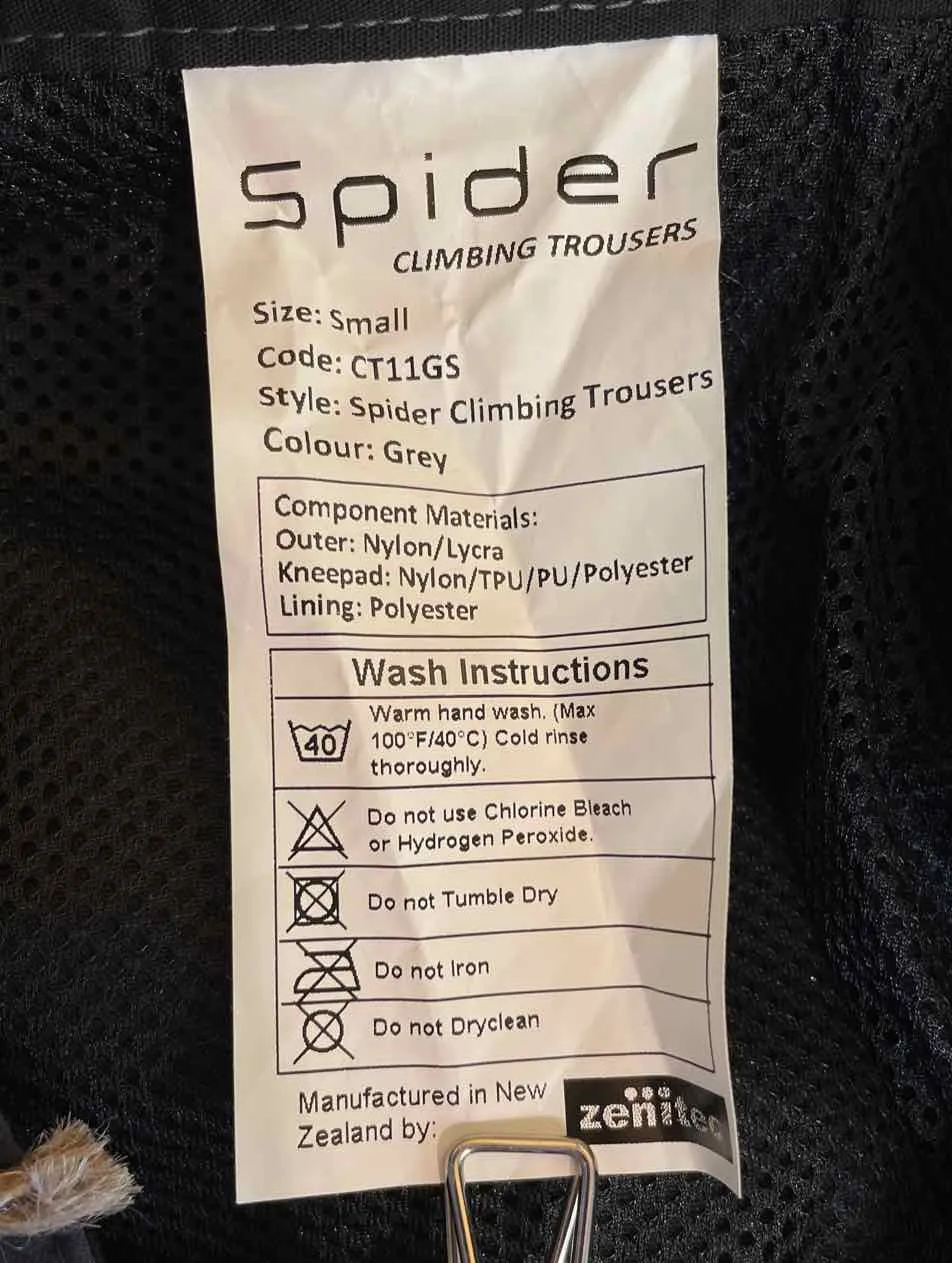 Spider
CLIMBING TROUSERS
Size: Small
Code: CT11GS
Style: Spider Climbing Trousers
Colour: Grey
Component Materials:
Outer: Nylon/Lycra
Kneepad: Nylon/TPU/PU/Polyester
Lining: Polyester
Wash Instructions
40
Warm hand wash. (Max
100°F/40°C) Cold rinse
thoroughly.
Do not use Chlorine Bleach
or Hydrogen Peroxide.
Do not Tumble Dry
Do not Iron
Do not Dryclean
Manufactured in New
Zealand by:
zenitec